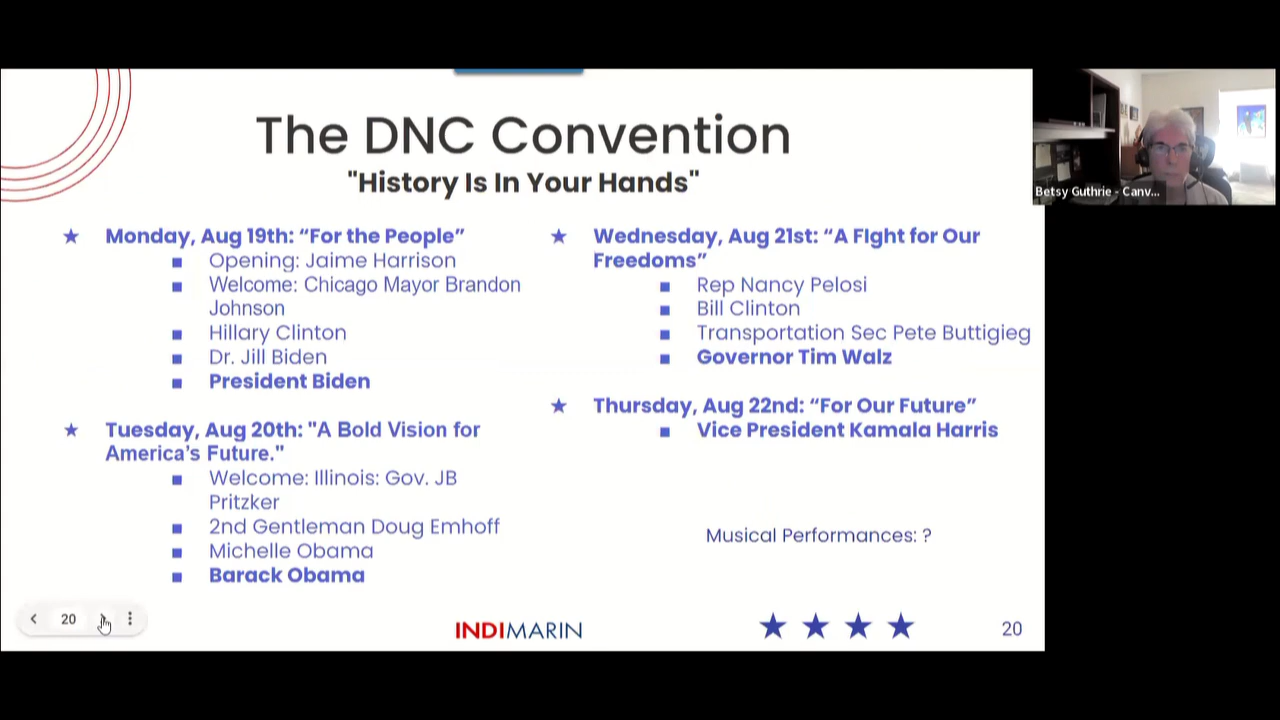 The DNC Convention
"History Is In Your Hands"
Monday, Aug 19th: “For the People”
Opening: Jaime Harrison
Welcome: Chicago Mayor Brandon
Johnson
Hillary Clinton
Dr. Jill Biden
President Biden
Tuesday, Aug 20th: "A Bold Vision for
America’s Future."
Welcome: Illinois: Gov. JB
Pritzker
2nd Gentleman Doug Emhoff
Michelle Obama
Barack Obama
Wednesday, Aug 21st: “A FIght for Our
Freedoms”
Rep Nancy Pelosi
Bill Clinton
Transportation Sec Pete Buttigieg
Governor Tim Walz
Thursday, Aug 22nd: “For Our Future”
Vice President Kamala Harris
Musical Performances: ?
20
INDIMARIN
20
Betsy Guthrie - Canv...